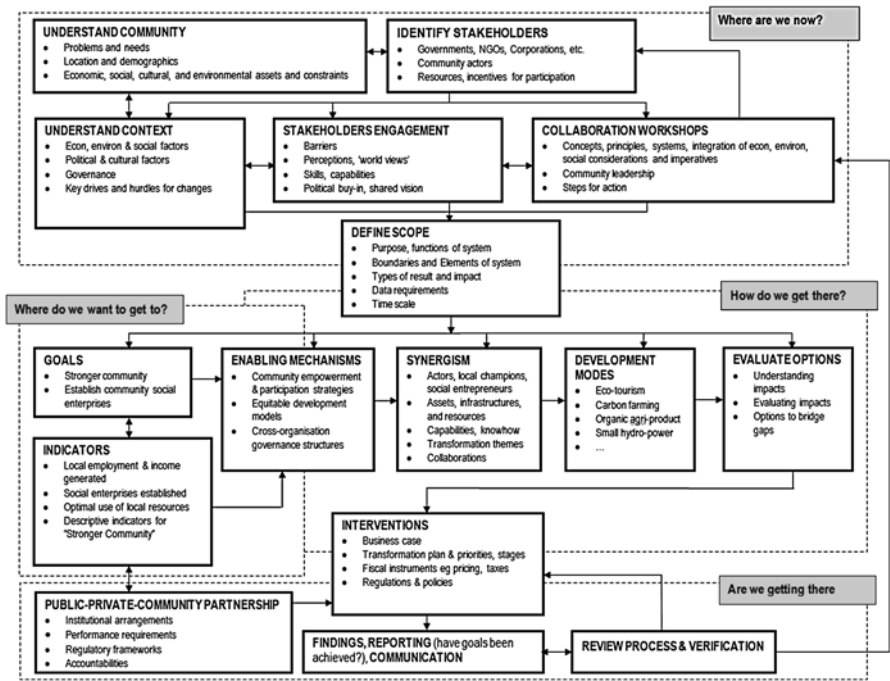 Where are we now?
UNDERSTAND COMMUNITY
• Problems and needs
• Location and demographics
• Economic, social, cultural, and environmental assets and constraints
IDENTIFY STAKEHOLDERS
• Governments, NGOs, Corporations, etc.
• Community actors
• Resources, incentives for participation
UNDERSTAND CONTEXT
• Econ, environ & social factors
• Political & cultural factors
• Governance
• Key drives and hurdles for changes
STAKEHOLDERS ENGAGEMENT
• Barriers
• Perceptions, 'world views'
• Skills, capabilities
• Political buy-in, shared vision
COLLABORATION WORKSHOPS
• Concepts, principles, systems, integration of econ, environ,
social considerations and imperatives
• Community leadership
• Steps for action
DEFINE SCOPE
• Purpose, functions of system
• Boundaries and Elements of system
• Types of result and impact
• Data requirements
• Time scale
Where do we want to get to?
How do we get there?
GOALS
• Stronger community
• Establish community social
enterprises
ENABLING MECHANISMS
• Community empowerment
& participation strategies
• Equitable development
models
• Cross-organisation
governance structures
SYNERGISM
• Actors, local champions,
social entrepreneurs
• Assets, infrastructures,
and resources
• Capabilities, knowhow
• Transformation themes
• Collaborations
DEVELOPMENT
MODES
• Eco-tourism
• Carbon farming
• Organic agri-product
• Small hydro-power
• ...
EVALUATE OPTIONS
• Understanding
impacts
• Evaluating impacts
• Options to bridge
gaps
INDICATORS
• Local employment & income
generated
• Social enterprises established
• Optimal use of local resources
• Descriptive indicators for
"Stronger Community"
INTERVENTIONS
• Business case
• Transformation plan & priorities, stages
• Fiscal instruments eg pricing, taxes
• Regulations & policies
Are we getting there
PUBLIC-PRIVATE-COMMUNITY PARTNERSHIP
• Institutional arrangements
• Performance requirements
• Regulatory frameworks
• Accountabilities
FINDINGS, REPORTING (have goals been
achieved?), COMMUNICATION
REVIEW PROCESS & VERIFICATION